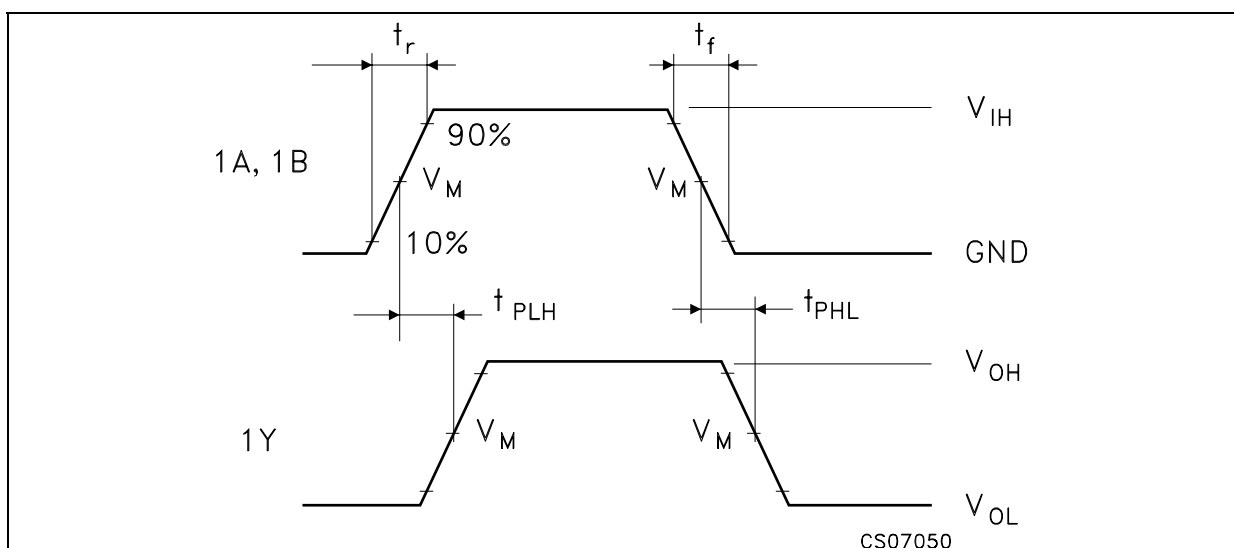 tr tf
VIH
90%
1A, 1B VM VM
10% GND
tPLH tPHL
VOH
1Y VM VM
VOL
CS07050